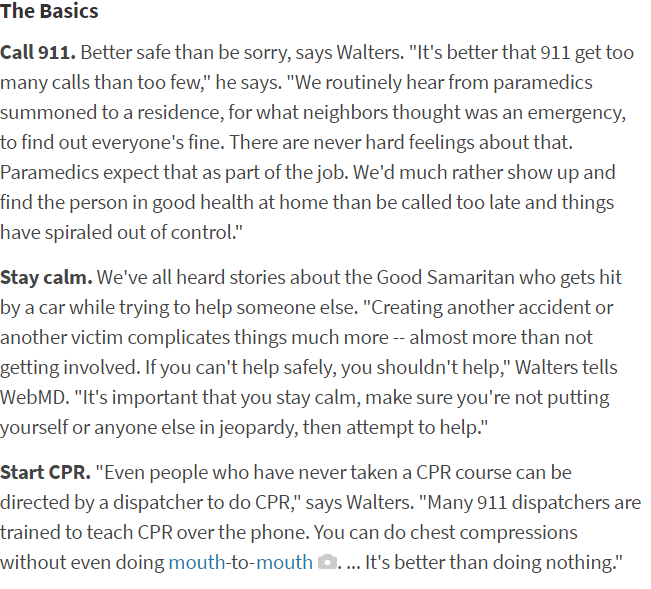 The Basics
Call 911. Better safe than be sorry, says Walters. "It's better that 911 get too
many calls than too few," he says. "We routinely hear from paramedics
summoned to a residence, for what neighbors thought was an emergency,
to find out everyone's fine. There are never hard feelings about that.
Paramedics expect that as part of the job. We'd much rather show up and
find the person in good health at home than be called too late and things
have spiraled out of control."
Stay calm. We've all heard stories about the Good Samaritan who gets hit
by a car while trying to help someone else. "Creating another accident or
another victim complicates things much more -- almost more than not
getting involved. If you can't help safely, you shouldn't help," Walters tells
WebMD. "It's important that you stay calm, make sure you're not putting
yourself or anyone else in jeopardy, then attempt to help."
Start CPR. "Even people who have never taken a CPR course can be
directed by a dispatcher to do CPR," says Walters. "Many 911 dispatchers are
trained to teach CPR over the phone. You can do chest compressions
without even doing mouth-to-mouth . ... It's better than doing nothing."